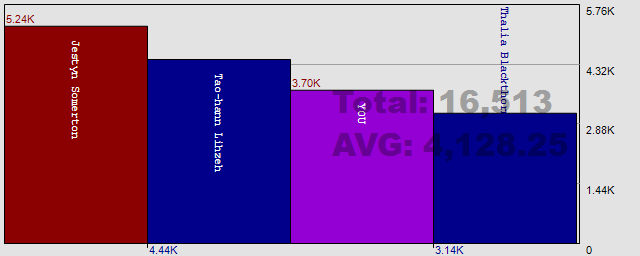 5.76K
5.24K
Thalia Blackthorn
Jestyn Somerton
4.32K
Tao-hann Lihzeh
3.70K
Total: 16,513
YOU
2.88K
AVG: 4,128.25
1.44K
4.44K
3.14K
0